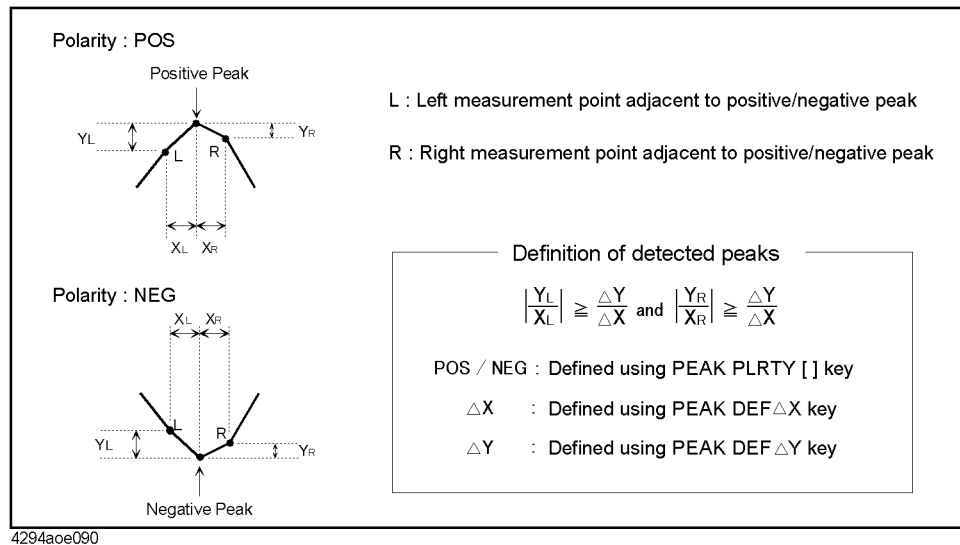 Polarity : POS
Positive Peak
YL
L
R
YR
XL XR
L : Left measurement point adjacent to positive/negative peak
R : Right measurement point adjacent to positive/negative peak
Polarity : NEG
XL XR
L
R
YL
YR
Negative Peak
Definition of detected peaks
|YL/XL| ≧ △Y/△X and |YR/XR| ≧ △Y/△X
POS / NEG : Defined using PEAK PLRTY [ ] key
△X : Defined using PEAK DEF△X key
△Y : Defined using PEAK DEF△Y key
4294aoe090